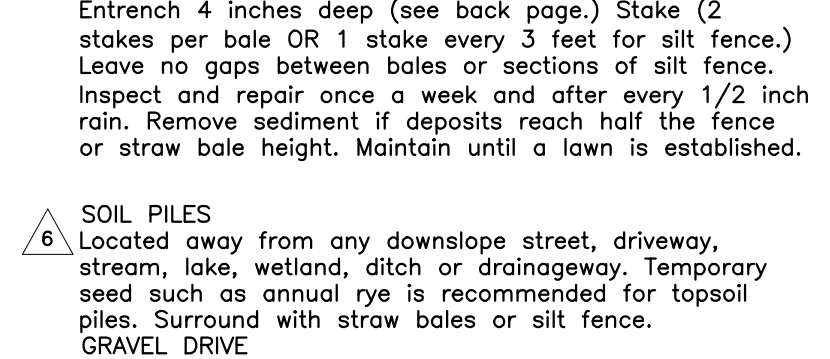 Entrench 4 inches deep (see back page.) Stake (2
stakes per bale OR 1 stake every 3 feet for silt fence.)
Leave no gaps between bales or sections of silt fence.
Inspect and repair once a week and after every 1/2 inch
rain. Remove sediment if deposits reach half the fence
or straw bale height. Maintain until a lawn is established.
SOIL PILES
6 Located away from any downslope street, driveway,
stream, lake, wetland, ditch or drainageway. Temporary
seed such as annual rye is recommended for topsoil
piles. Surround with straw bales or silt fence.
GRAVEL DRIVE